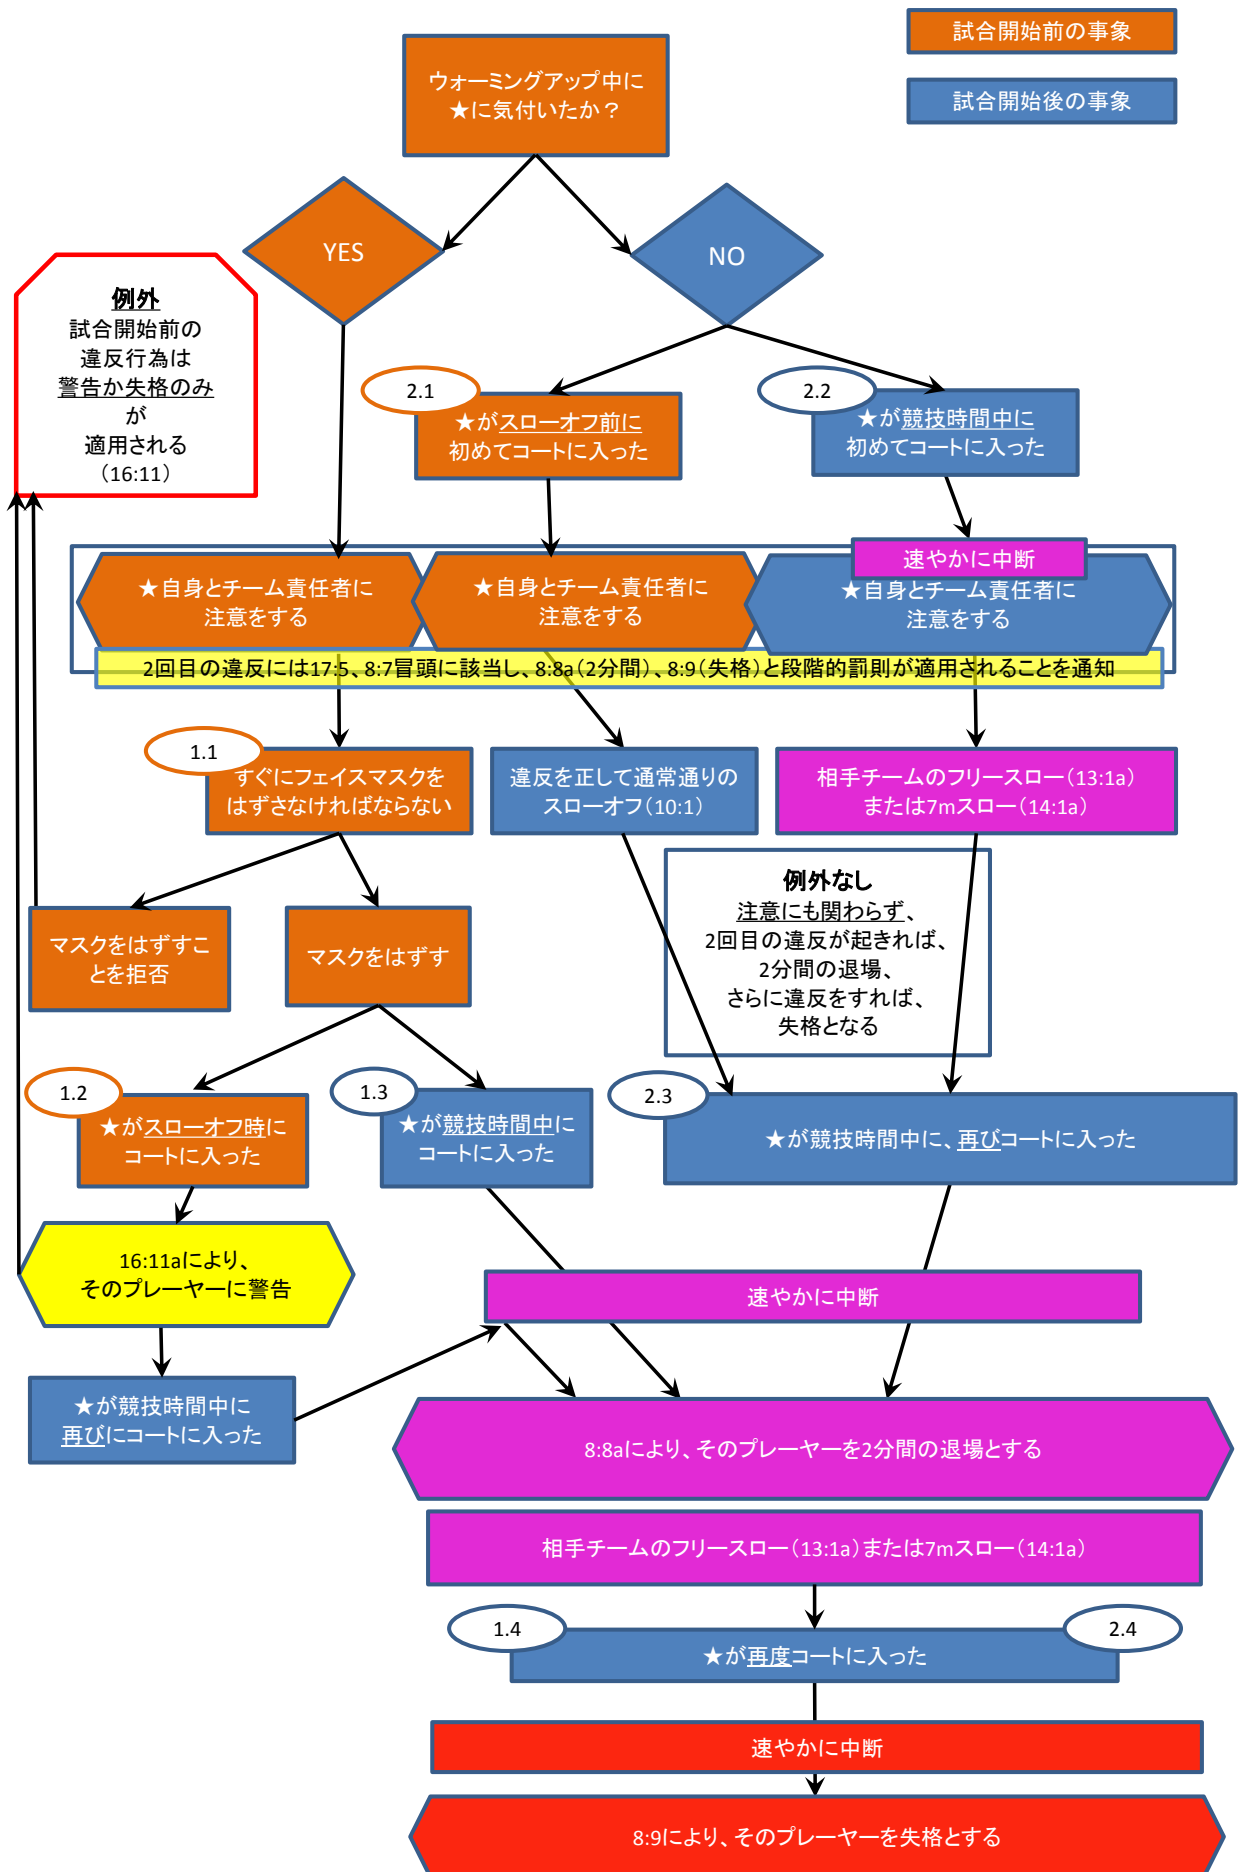 試合開始前の事象
試合開始後の事象
ウォーミングアップ中に
★に気付いたか？
YES
NO
例外
試合開始前の
違反行為は
警告か失格のみ
が
適用される
（16:11）
2.1
★がスローオフ前に
初めてコートに入った
2.2
★が競技時間中に
初めてコートに入った
速やかに中断
★自身とチーム責任者に
注意をする
★自身とチーム責任者に
注意をする
★自身とチーム責任者に
注意をする
2回目の違反には17:5、8:7冒頭に該当し、8:8a（2分間）、8:9（失格）と段階的罰則が適用されることを通知
1.1
すぐにフェイスマスクを
はずさなければならない
違反を正して通常通りの
スローオフ（10:1）
相手チームのフリースロー（13:1a）
または7mスロー（14:1a）
例外なし
注意にも関わらず、
2回目の違反が起きれば、
2分間の退場、
さらに違反をすれば、
失格となる
マスクをはずすこ
とを拒否
マスクをはずす
1.2
★がスローオフ時に
コートに入った
1.3
★が競技時間中に
コートに入った
2.3
★が競技時間中に、再びコートに入った
16:11aにより、
そのプレーヤーに警告
速やかに中断
★が競技時間中に
再びにコートに入った
8:8aにより、そのプレーヤーを2分間の退場とする
相手チームのフリースロー（13:1a）または7mスロー（14:1a）
1.4
2.4
★が再度コートに入った
速やかに中断
8:9により、そのプレーヤーを失格とする